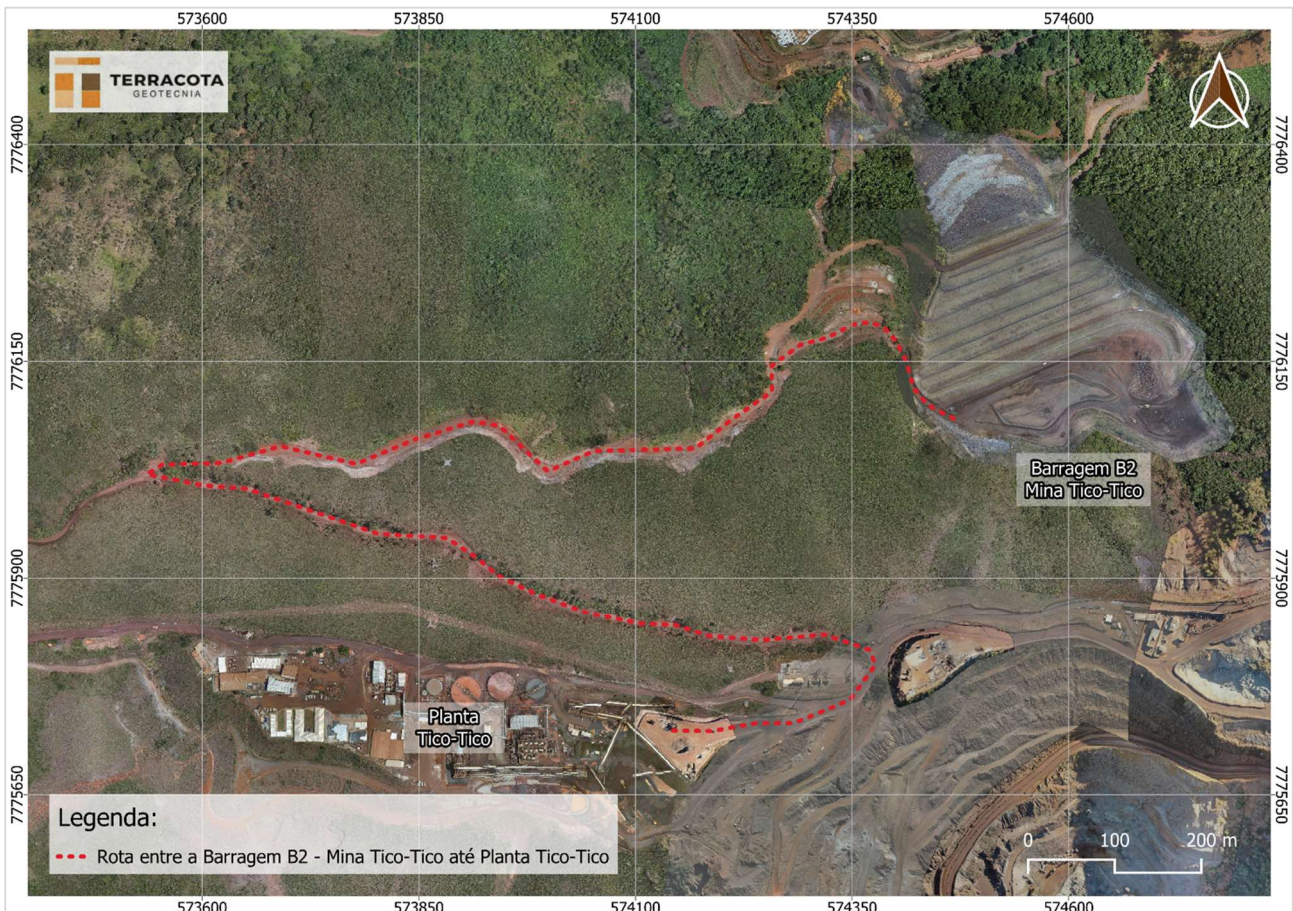 573600 573850 574100 574350 574600
TERRACOTA
GEOTECNIA
7776400 7776400
7776150 7776150
Barragem B2
Mina Tico-Tico
7775900 7775900
Planta
Tico-Tico
7775650 7775650
Legenda:
Rota entre a Barragem B2 - Mina Tico-Tico até Planta Tico-Tico
0 100 200 m
573600 573850 574100 574350 574600